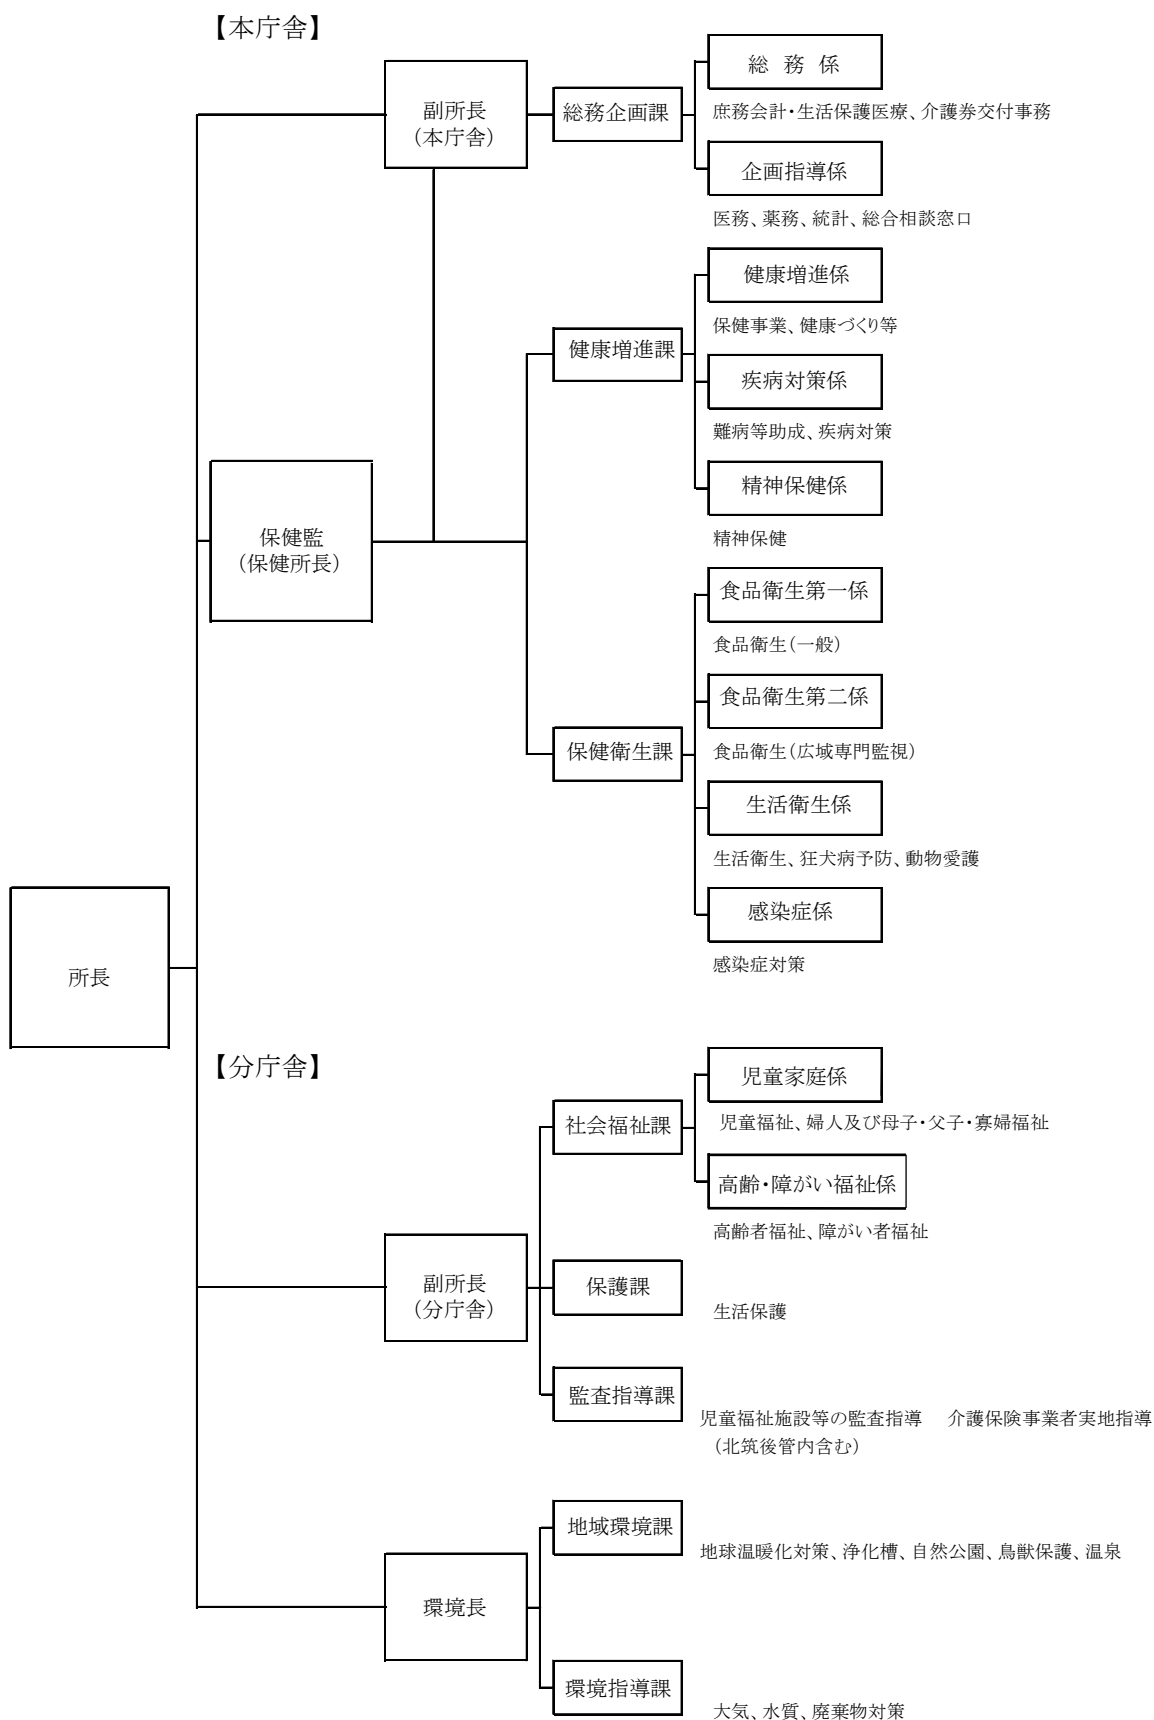 【本庁舎】
総 務 係
副所長
（本庁舎）
総務企画課
庶務会計・生活保護医療、介護券交付事務
企画指導係
医務、薬務、統計、総合相談窓口
健康増進係
保健事業、健康づくり等
健康増進課
疾病対策係
難病等助成、疾病対策
精神保健係
精神保健
保健監
（保健所長）
食品衛生第一係
食品衛生（一般）
食品衛生第二係
食品衛生（広域専門監視）
保健衛生課
生活衛生係
生活衛生、狂犬病予防、動物愛護
感染症係
感染症対策
所長
【分庁舎】
児童家庭係
児童福祉、婦人及び母子・父子・寡婦福祉
社会福祉課
高齢・障がい福祉係
高齢者福祉、障がい者福祉
副所長
（分庁舎）
保護課
生活保護
監査指導課
児童福祉施設等の監査指導　介護保険事業者実地指導
（北筑後管内含む）
地域環境課
地球温暖化対策、浄化槽、自然公園、鳥獣保護、温泉
環境長
環境指導課
大気、水質、廃棄物対策